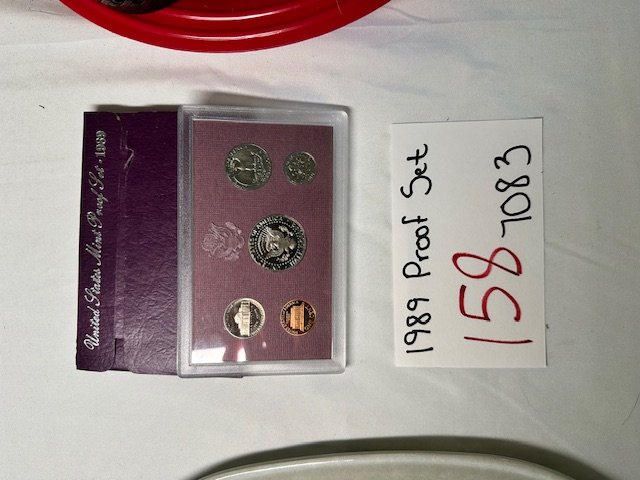 United States Mint Proof Set · 1989
1989 Proof Set
158 7083